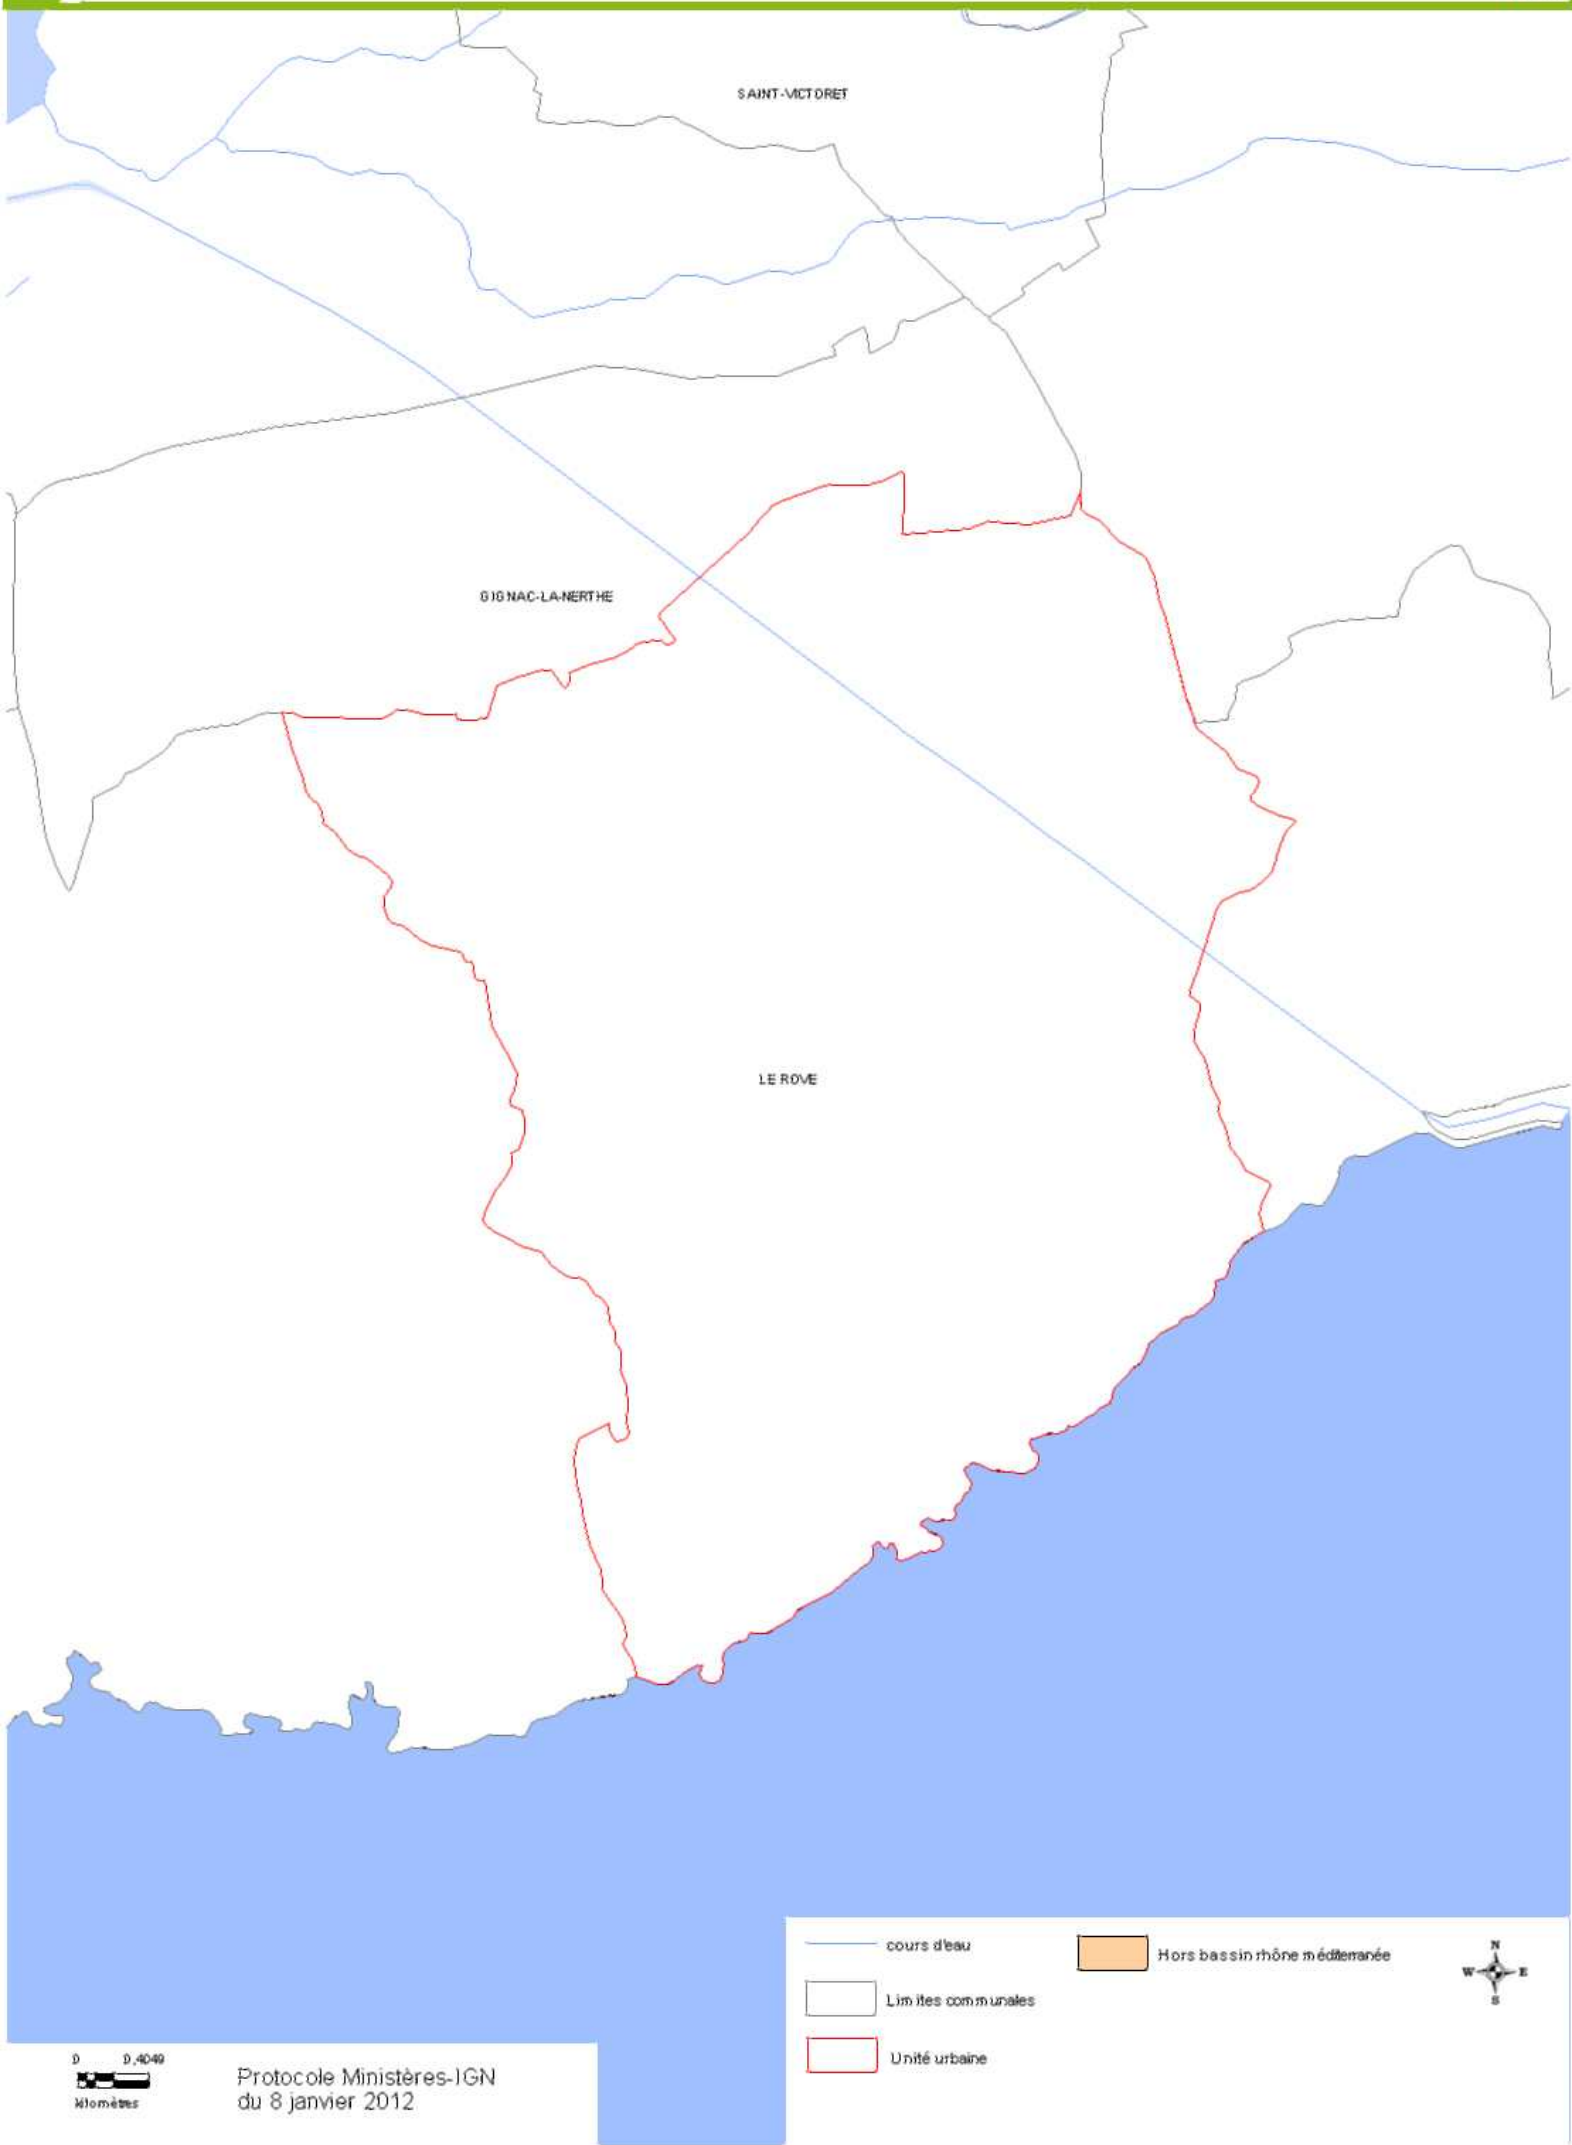 SAINT-VICTORET
GIGNAC-LA-NERTHE
LE ROVE
cours d'eau
Limites communales
Unité urbaine
Hors bassin rhône méditerranée
N
W E
S
0 0,4049
kilomètres
Protocole Ministères-IGN
du 8 janvier 2012